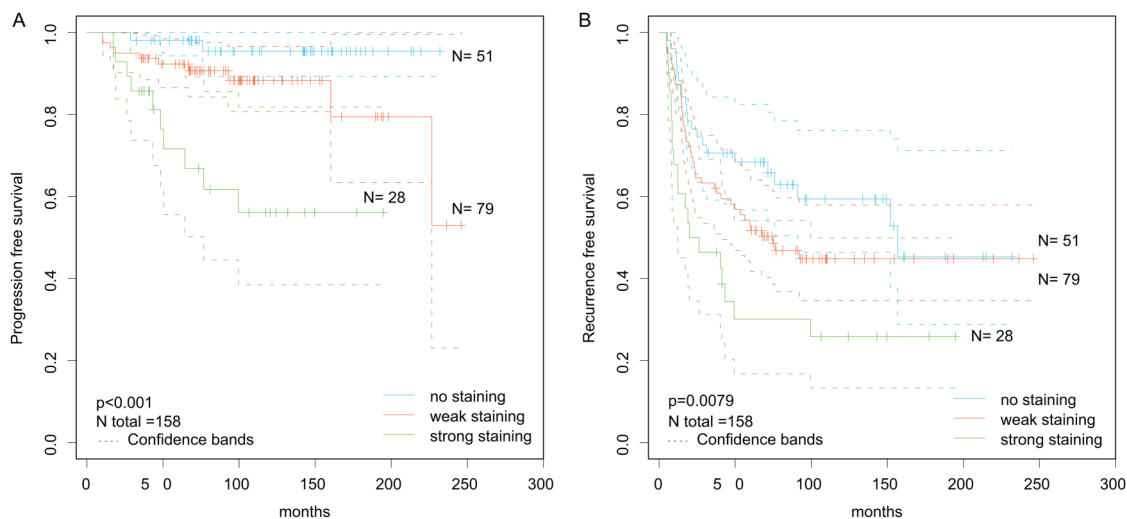 A
Progression free survival
1.0
0.8
0.6
0.4
0.2
0.0
N= 51
N= 28
N= 79
p<0.001
N total =158
Confidence bands
no staining
weak staining
strong staining
0 5 0 100 150 200 250 300
months
B
Recurrence free survival
1.0
0.8
0.6
0.4
0.2
0.0
N= 51
N= 79
N= 28
p=0.0079
N total =158
Confidence bands
no staining
weak staining
strong staining
0 5 0 100 150 200 250 300
months